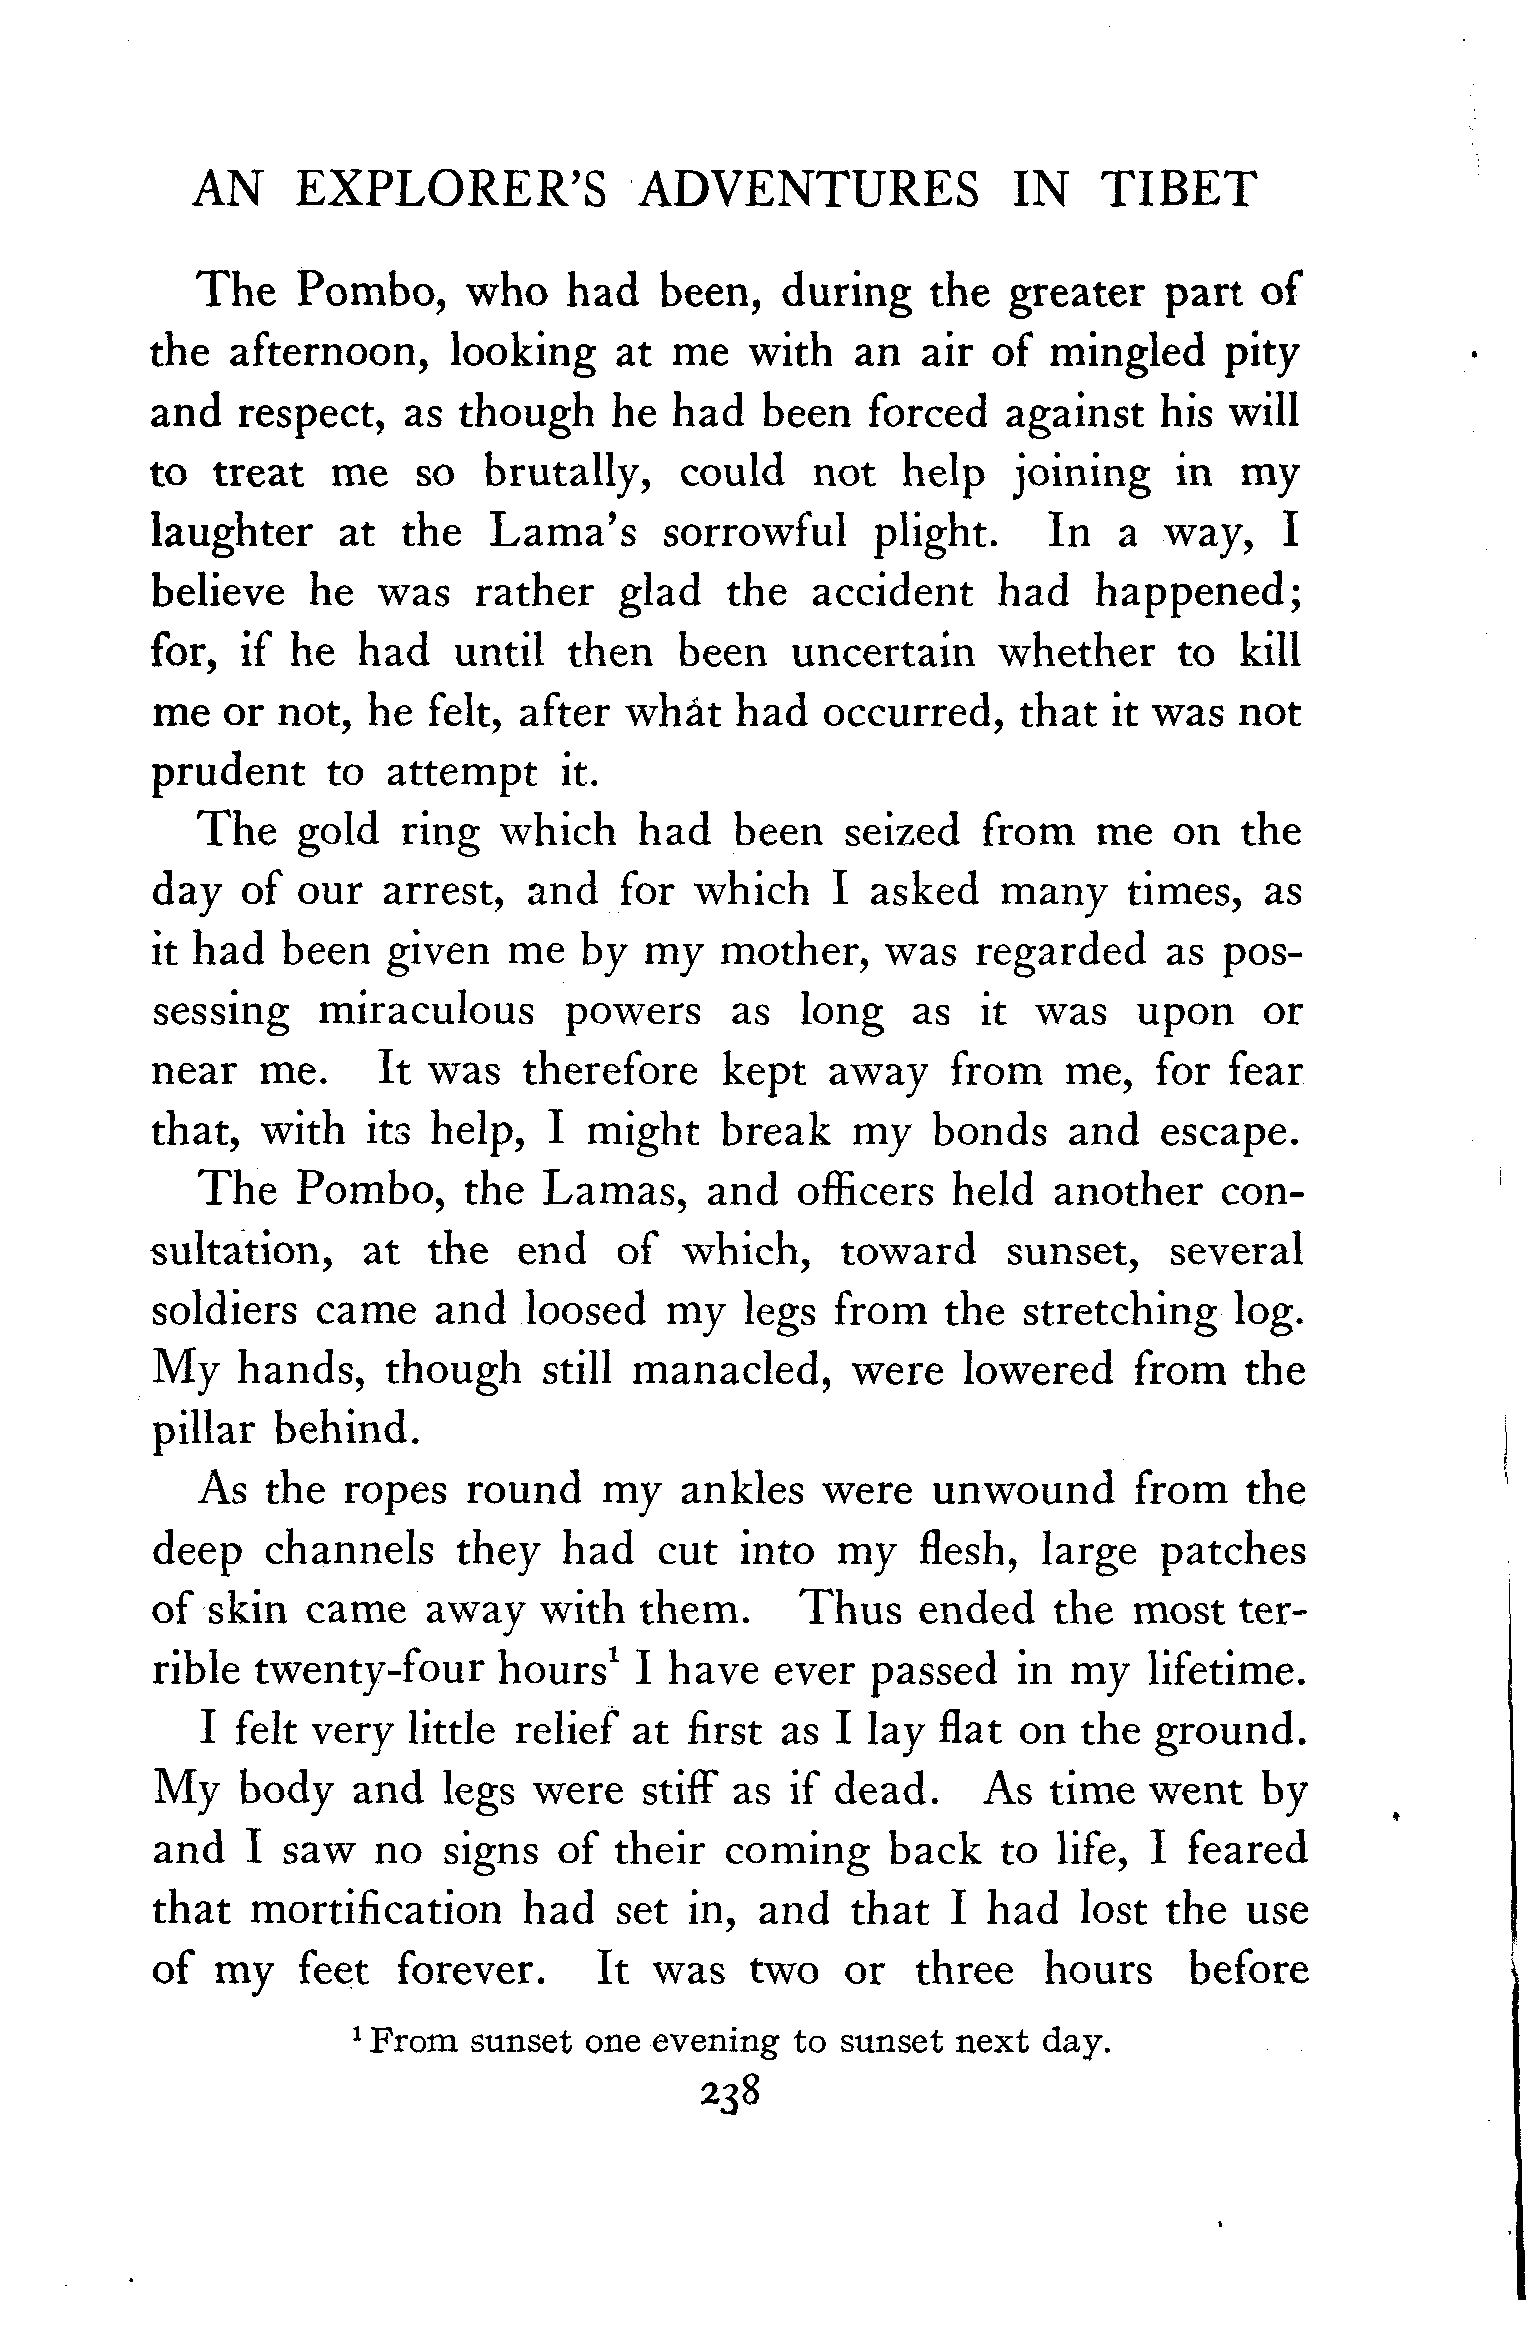 AN EXPLORER'S ADVENTURES IN TIBET
The Pombo, who had been, during the greater part of
the afternoon, looking at me with an air of mingled pity
and respect, as though he had been forced against his will
to treat me so brutally, could not help joining in my
laughter at the Lama's sorrowful plight. In a way, I
believe he was rather glad the accident had happened;
for, if he had until then been uncertain whether to kill
me or not, he felt, after what had occurred, that it was not
prudent to attempt it.
The gold ring which had been seized from me on the
day of our arrest, and for which I asked many times, as
it had been given me by my mother, was regarded as pos-
sessing miraculous powers as long as it was upon or
near me. It was therefore kept away from me, for fear
that, with its help, I might break my bonds and escape.
The Pombo, the Lamas, and officers held another con-
sultation, at the end of which, toward sunset, several
soldiers came and loosed my legs from the stretching log.
My hands, though still manacled, were lowered from the
pillar behind.
As the ropes round my ankles were unwound from the
deep channels they had cut into my flesh, large patches
of skin came away with them. Thus ended the most ter-
rible twenty-four hours¹ I have ever passed in my lifetime.
I felt very little relief at first as I lay flat on the ground.
My body and legs were stiff as if dead. As time went by
and I saw no signs of their coming back to life, I feared
that mortification had set in, and that I had lost the use
of my feet forever. It was two or three hours before
¹ From sunset one evening to sunset next day.
238